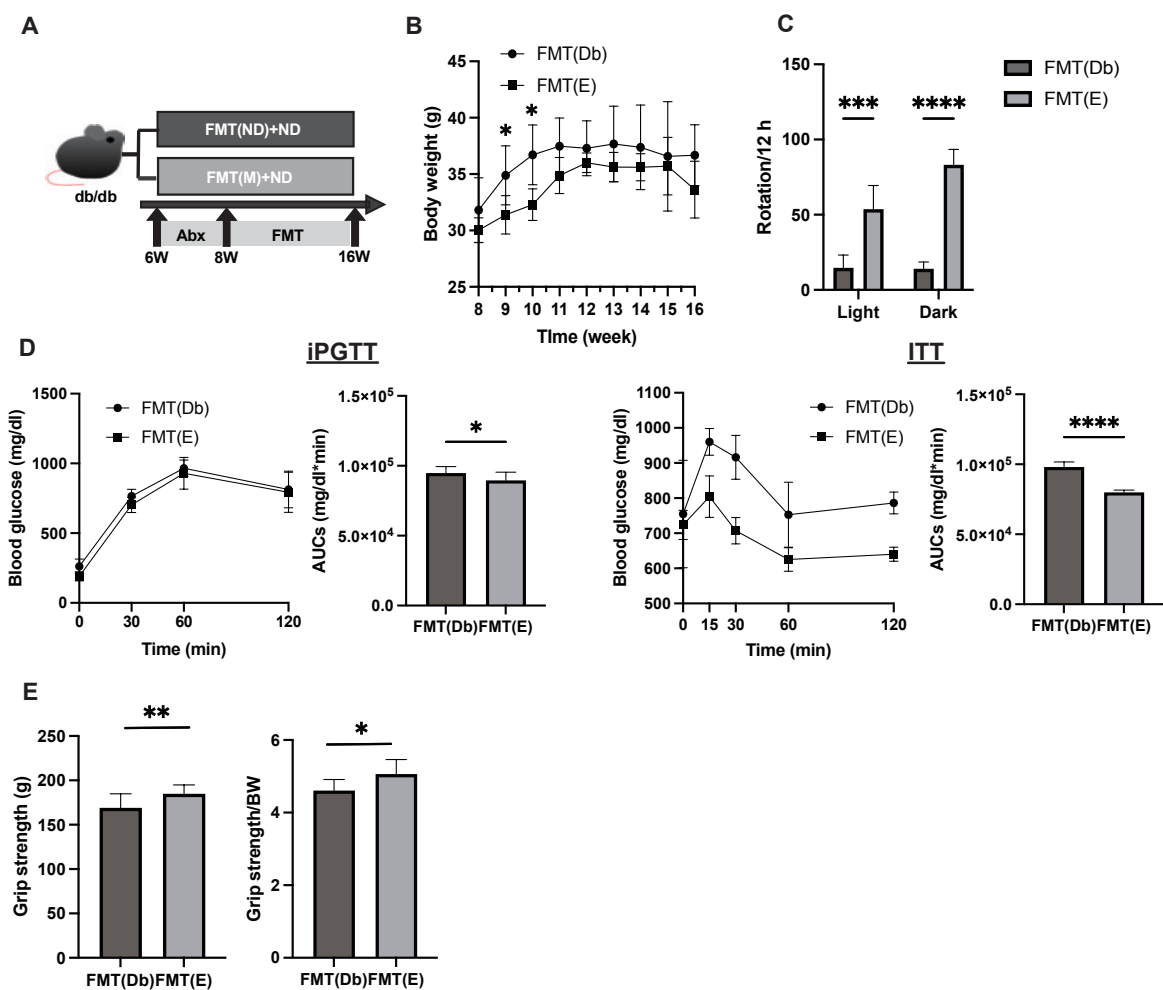 A
FMT(ND)+ND
FMT(M)+ND
db/db
Abx
FMT
6W
8W
16W
B
FMT(Db)
FMT(E)
*
*
45
40
35
30
25
Body weight (g)
8 9 10 11 12 13 14 15 16
TIme (week)
C
FMT(Db)
FMT(E)
***
****
150
100
50
0
Rotation/12 h
Light
Dark
D
iPGTT
FMT(Db)
FMT(E)
1500
1000
500
0
Blood glucose (mg/dl)
0 30 60 120
Time (min)
1.5×10⁵
1.0×10⁵
5.0×10⁴
0.0
AUCs (mg/dl*min)
*
FMT(Db)FMT(E)
ITT
FMT(Db)
FMT(E)
1100
1000
900
800
700
600
500
Blood glucose (mg/dl)
0 15 30 60 120
Time (min)
1.5×10⁵
1.0×10⁵
5.0×10⁴
0.0
AUCs (mg/dl*min)
****
FMT(Db)FMT(E)
E
**
250
200
150
100
50
0
Grip strength (g)
FMT(Db)FMT(E)
*
6
4
2
0
Grip strength/BW
FMT(Db)FMT(E)